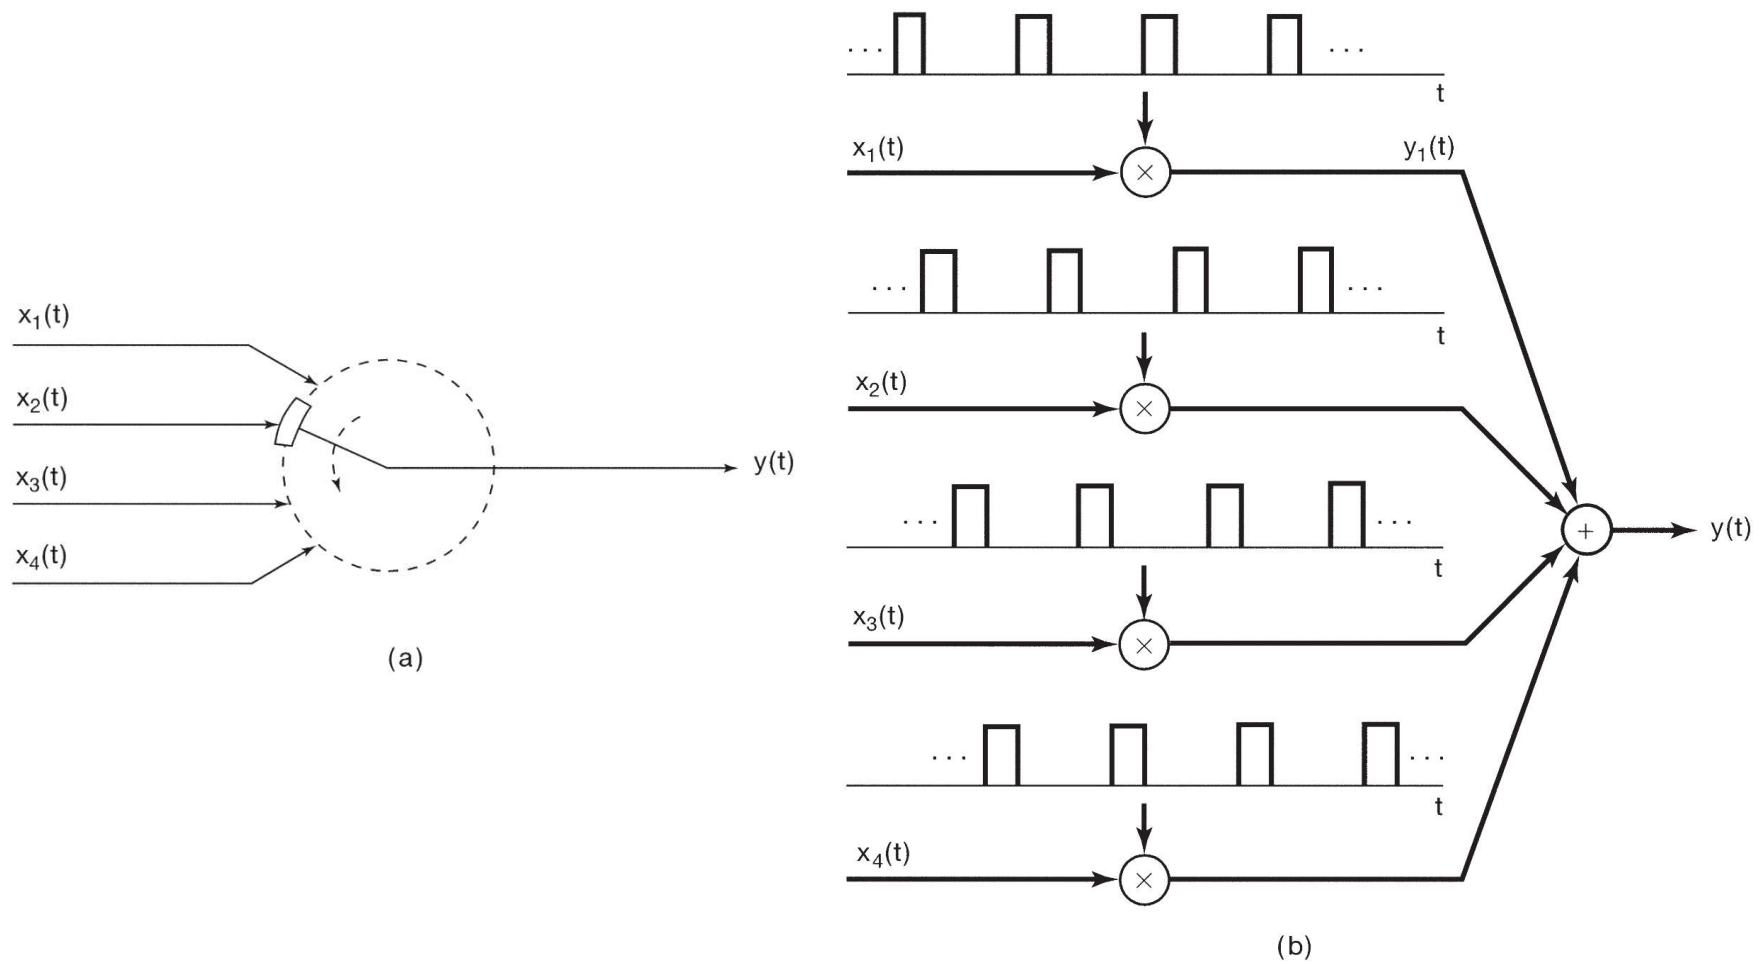 x₁(t)
x₂(t)
x₃(t)
x₄(t)
y(t)
(a)
. . . . . .
t
x₁(t) y₁(t)
. . . . . .
t
x₂(t)
. . . . . .
t
x₃(t)
. . . . . .
t
x₄(t)
× × × ×
+
y(t)
(b)